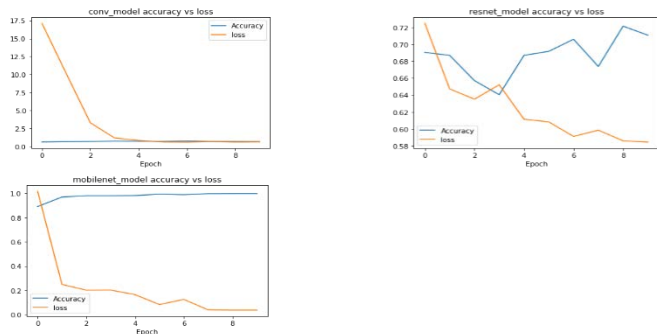 conv_model accuracy vs loss
17.5
15.0
12.5
10.0
7.5
5.0
2.5
0.0
Accuracy
loss
0 2 4 6 8
Epoch
resnet_model accuracy vs loss
0.72
0.70
0.68
0.66
0.64
0.62
0.60
0.58
Accuracy
loss
0 2 4 6 8
Epoch
mobilenet_model accuracy vs loss
1.0
0.8
0.6
0.4
0.2
0.0
Accuracy
loss
0 2 4 6 8
Epoch